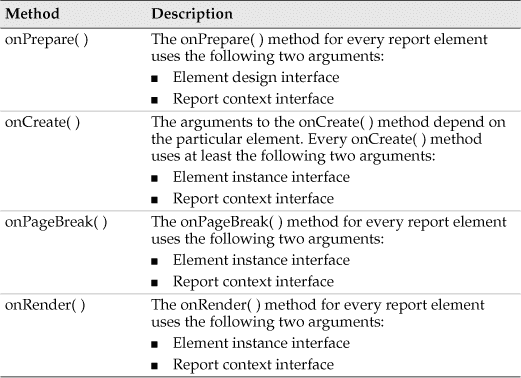 Method Description
onPrepare( ) The onPrepare( ) method for every report element
uses the following two arguments:
■ Element design interface
■ Report context interface
onCreate( ) The arguments to the onCreate( ) method depend on
the particular element. Every onCreate( ) method
uses at least the following two arguments:
■ Element instance interface
■ Report context interface
onPageBreak( ) The onPageBreak( ) method for every report element
uses the following two arguments:
■ Element instance interface
■ Report context interface
onRender( ) The onRender( ) method for every report element
uses the following two arguments:
■ Element instance interface
■ Report context interface